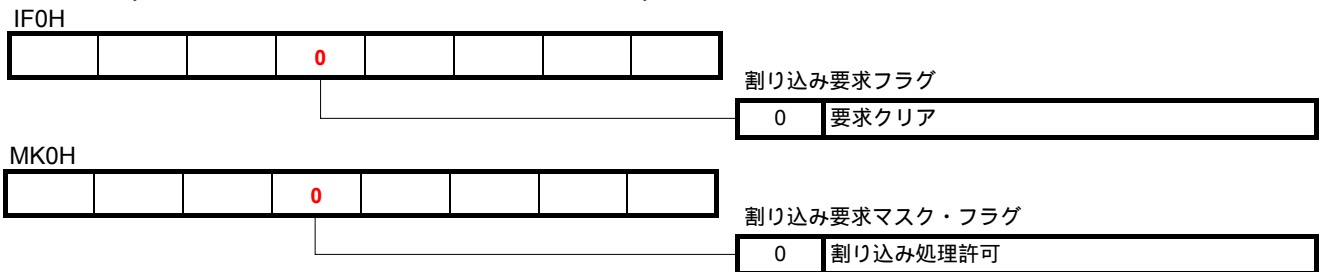 IF0H
0
割り込み要求フラグ
0 要求クリア
MK0H
0
割り込み要求マスク・フラグ
0 割り込み処理許可